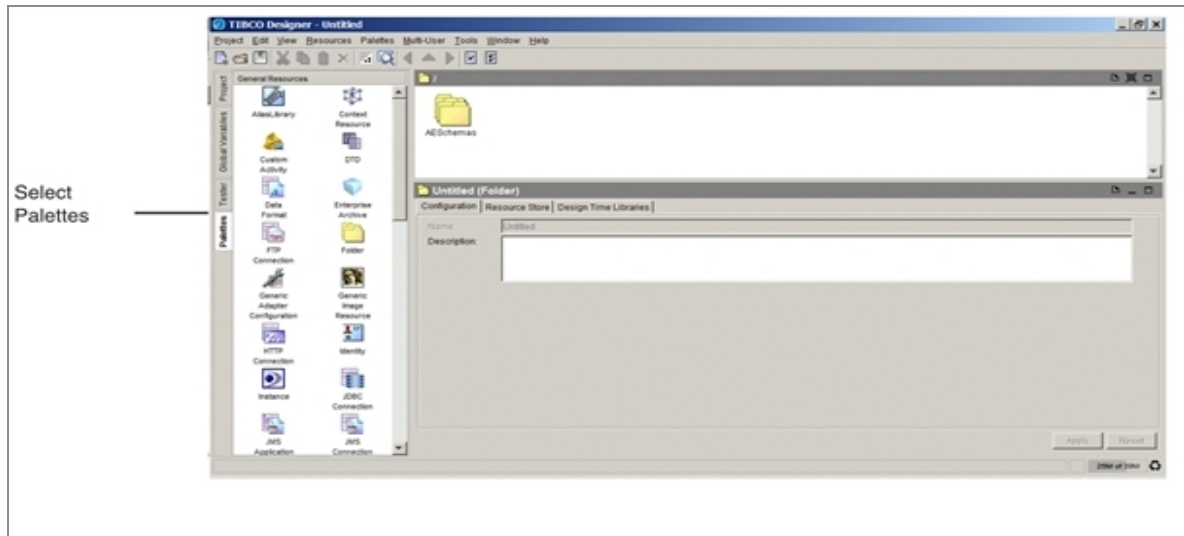 TIBCO Designer - Untitled
Project Edit View Resources Palettes Multi-User Tools Window Help
Project
Global Variables
Tester
Palettes
Select
Palettes
General Resources
AliasLibrary
Context
Resource
Custom
Activity
DTD
Data
Format
Enterprise
Archive
FTP
Connection
Folder
Generic
Adapter
Configuration
Generic
Image
Resource
HTTP
Connection
Identity
Instance
JDBC
Connection
JMS
Application
JMS
Connection
/
AESchemas
Untitled (Folder)
Configuration Resource Store Design Time Libraries
Name: Untitled
Description:
Apply Reset